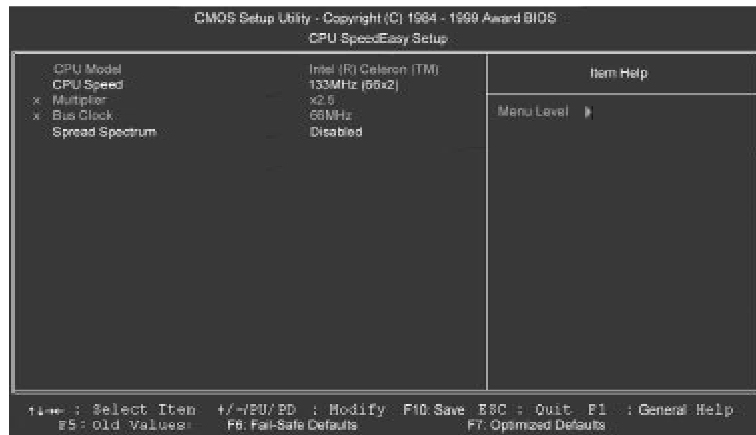 CMOS Setup Utility - Copyright (C) 1984 - 1999 Award BIOS
CPU SpeedEasy Setup
CPU Model Intel (R) Celeron (TM)
CPU Speed 133MHz (66x2)
x Multiplier x2.5
x Bus Clock 66MHz
Spread Spectrum Disabled
Item Help
Menu Level ▶
↑↓→← : Select Item +/-/PU/PD : Modify F10: Save ESC : Quit F1 : General Help
F5: Old Values F6: Fail-Safe Defaults F7: Optimized Defaults